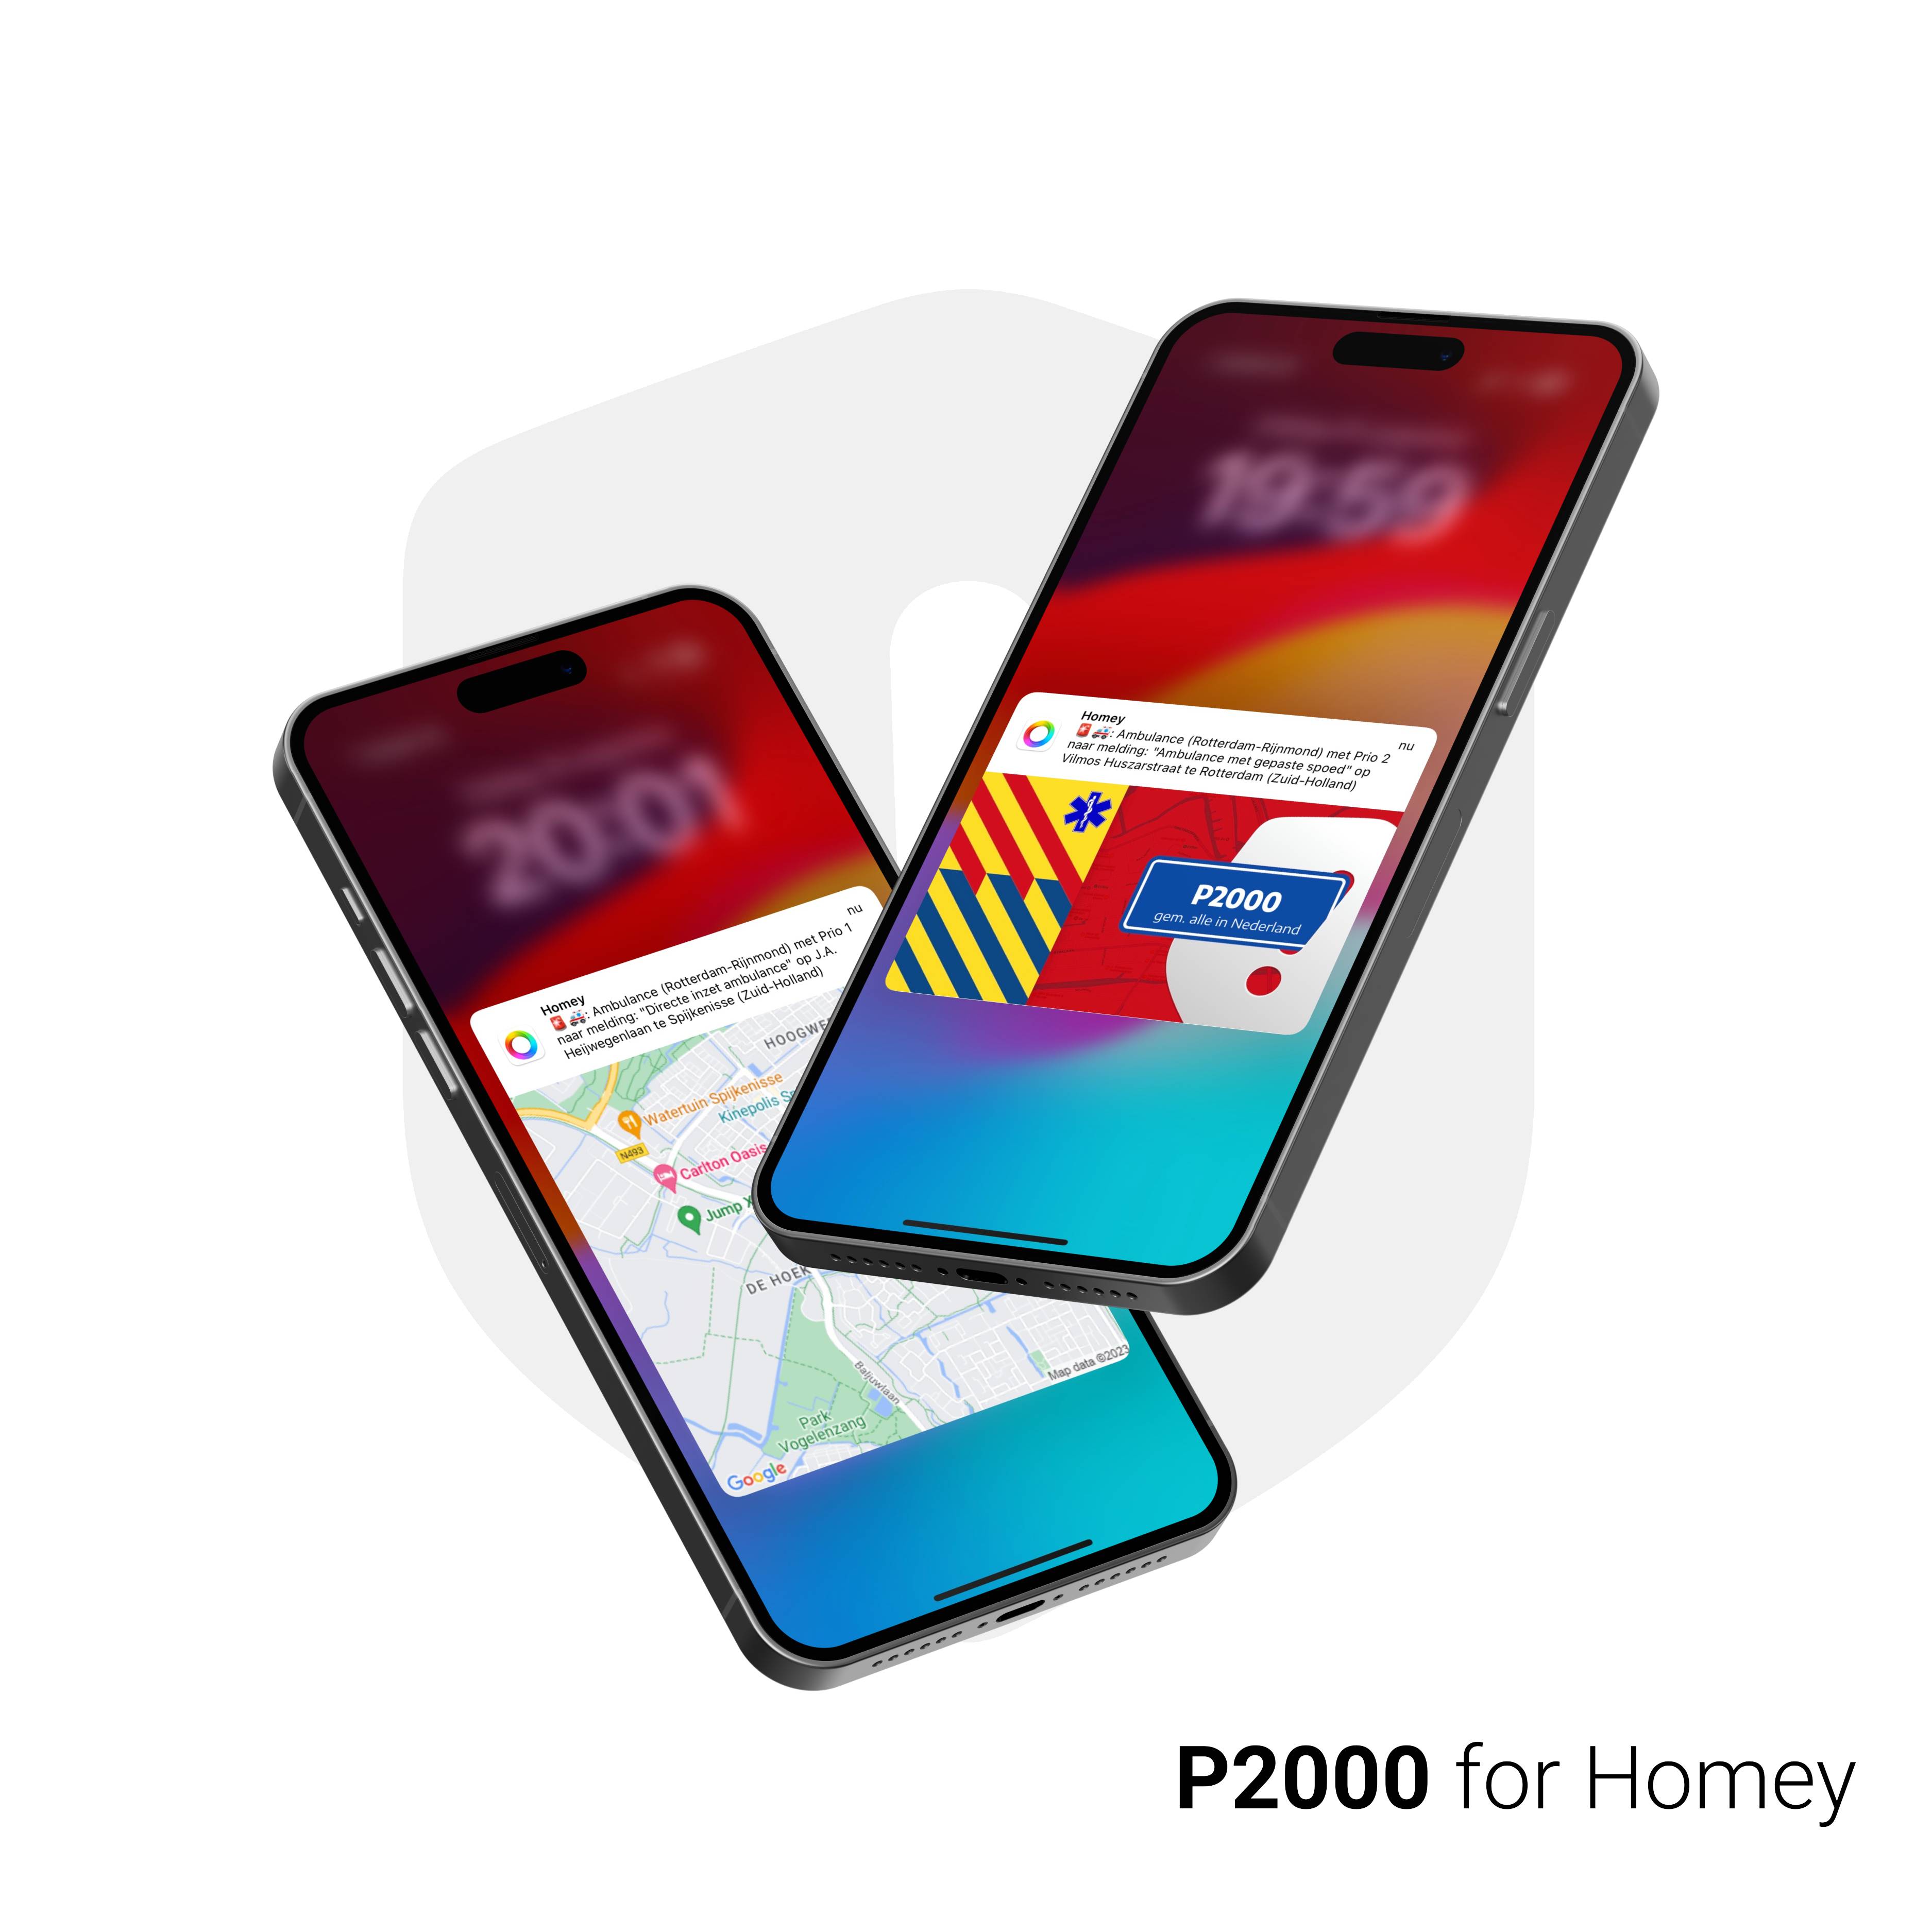 19:59
Homey
nu
🚨🚑: Ambulance (Rotterdam-Rijnmond) met Prio 2
naar melding: "Ambulance met gepaste spoed" op
Vilmos Huszarstraat te Rotterdam (Zuid-Holland)
P2000
gem. alle in Nederland
20:01
Homey
nu
🚨🚑: Ambulance (Rotterdam-Rijnmond) met Prio 1
naar melding: "Directe inzet ambulance" op J.A.
Heijwegenlaan te Spijkenisse (Zuid-Holland)
Watertuin Spijkenisse
Kinepolis
N493
Carlton Oasis
Jump
DE HOEK
Baljuwlaan
Park
Vogelenzang
Google
Map data ©2023
P2000 for Homey